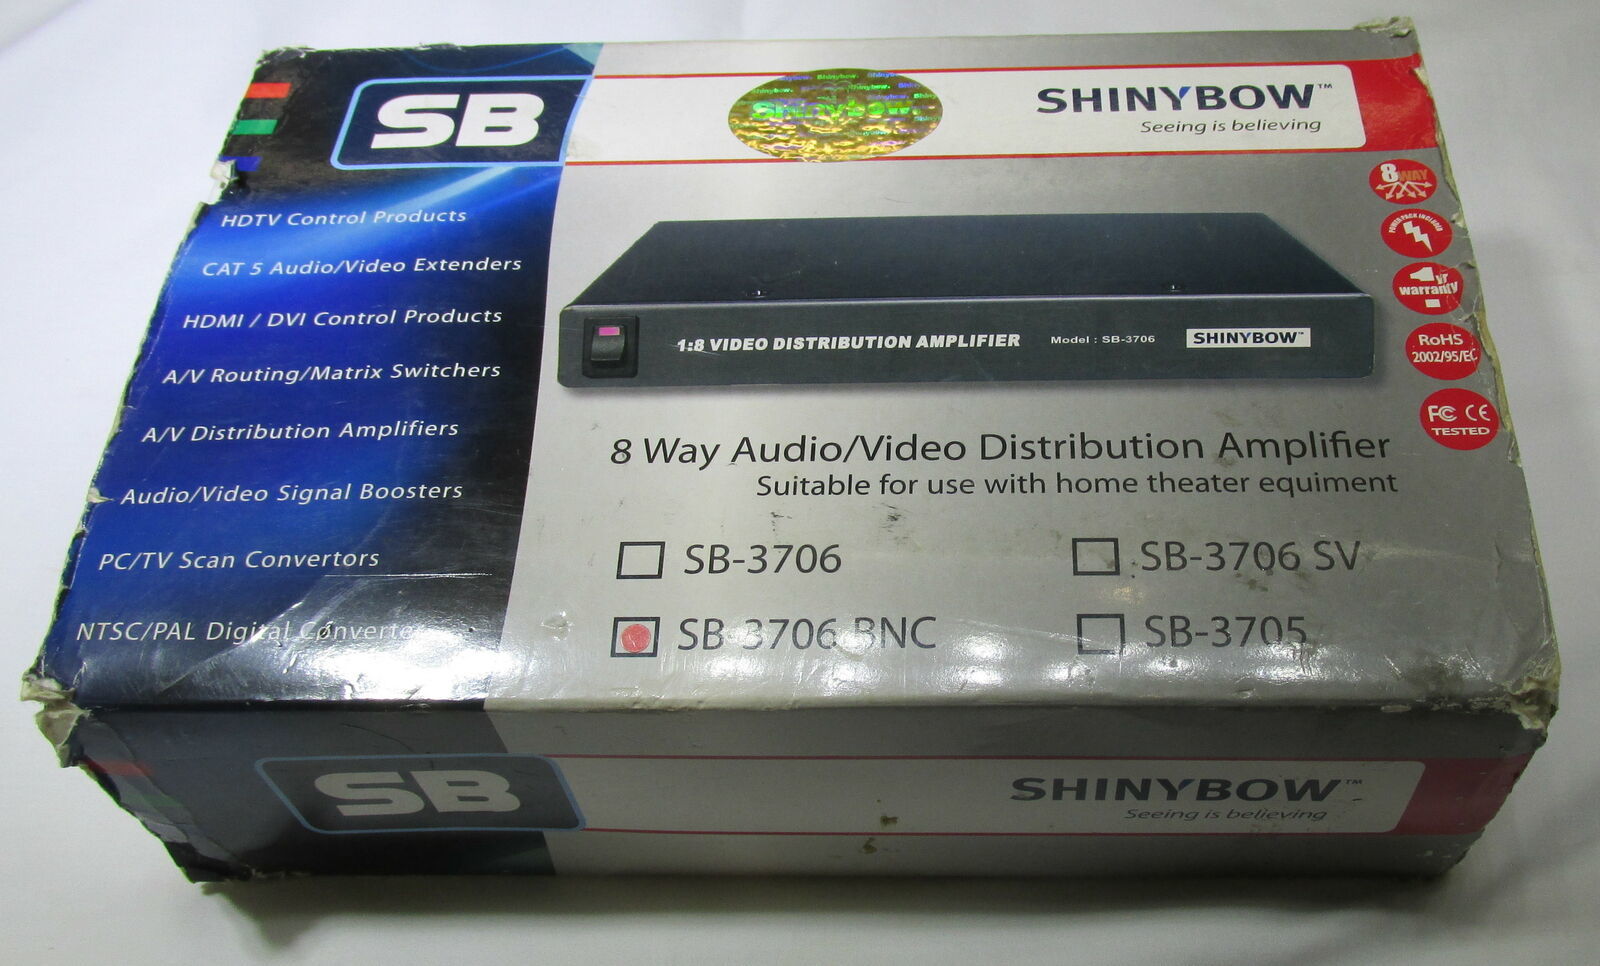 SB
Shinybow.
SHINYBOW™
Seeing is believing
HDTV Control Products
CAT 5 Audio/Video Extenders
HDMI / DVI Control Products
A/V Routing/Matrix Switchers
A/V Distribution Amplifiers
Audio/Video Signal Boosters
PC/TV Scan Convertors
NTSC/PAL Digital Converte
8 WAY
POWER PACK INCLUDED
1 yr
warranty
RoHS
2002/95/EC
FC CE
TESTED
1:8 VIDEO DISTRIBUTION AMPLIFIER Model : SB-3706 SHINYBOW™
8 Way Audio/Video Distribution Amplifier
Suitable for use with home theater equiment
SB-3706
SB-3706 SV
SB-3706 BNC
SB-3705
SB
SHINYBOW™
Seeing is believing